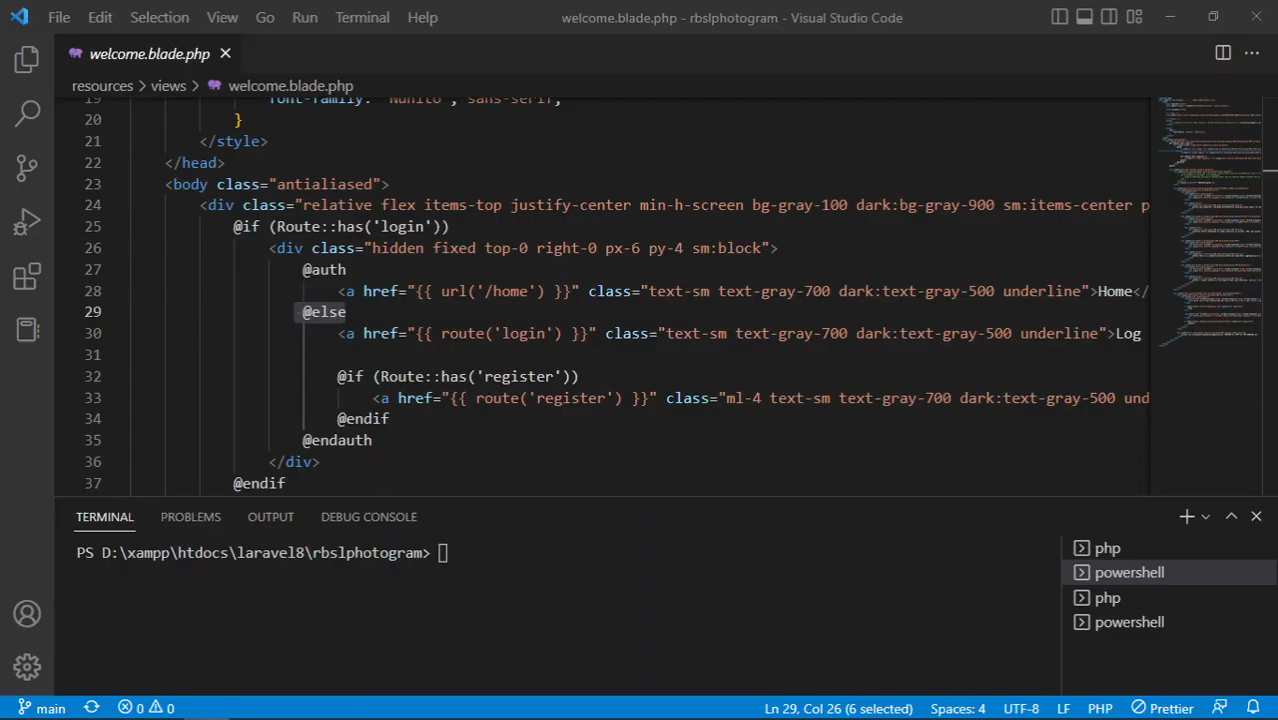 File Edit Selection View Go Run Terminal Help welcome.blade.php - rbslphotogram - Visual Studio Code
welcome.blade.php
resources > views > welcome.blade.php
19 font-family: 'Nunito', sans-serif;
20 }
21 </style>
22 </head>
23 <body class="antialiased">
24 <div class="relative flex items-top justify-center min-h-screen bg-gray-100 dark:bg-gray-900 sm:items-center p
25 @if (Route::has('login'))
26 <div class="hidden fixed top-0 right-0 px-6 py-4 sm:block">
27 @auth
28 <a href="{{ url('/home') }}" class="text-sm text-gray-700 dark:text-gray-500 underline">Home</
29 @else
30 <a href="{{ route('login') }}" class="text-sm text-gray-700 dark:text-gray-500 underline">Log
31
32 @if (Route::has('register'))
33 <a href="{{ route('register') }}" class="ml-4 text-sm text-gray-700 dark:text-gray-500 und
34 @endif
35 @endauth
36 </div>
37 @endif
TERMINAL PROBLEMS OUTPUT DEBUG CONSOLE
PS D:\xampp\htdocs\laravel8\rbslphotogram>
php
powershell
php
powershell
main 0 0 Ln 29, Col 26 (6 selected) Spaces: 4 UTF-8 LF PHP Prettier